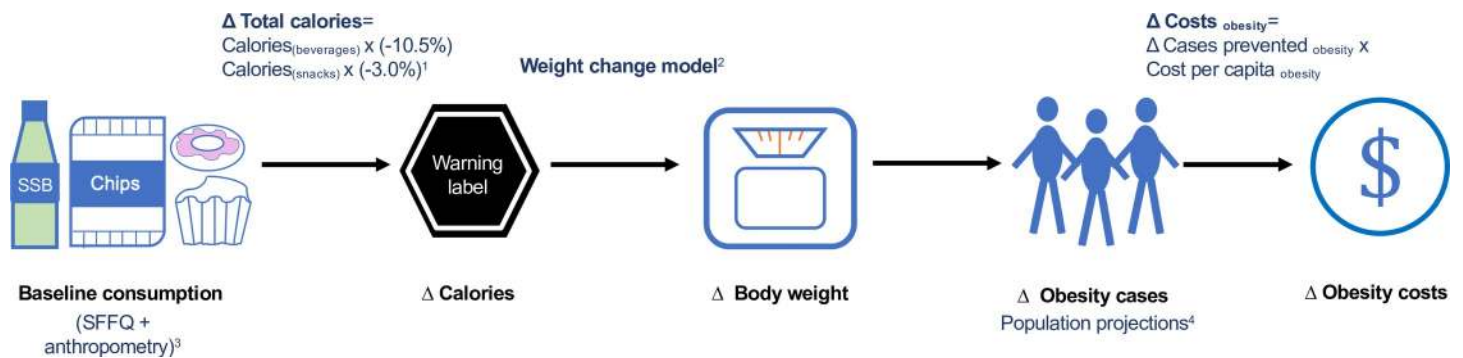 Δ Total calories=
Calories(beverages) x (-10.5%)
Calories(snacks) x (-3.0%)¹
Weight change model²
Δ Costs obesity=
Δ Cases prevented obesity x
Cost per capita obesity
SSB
Chips
Warning
label
$
Baseline consumption
(SFFQ +
anthropometry)³
Δ Calories
Δ Body weight
Δ Obesity cases
Population projections⁴
Δ Obesity costs